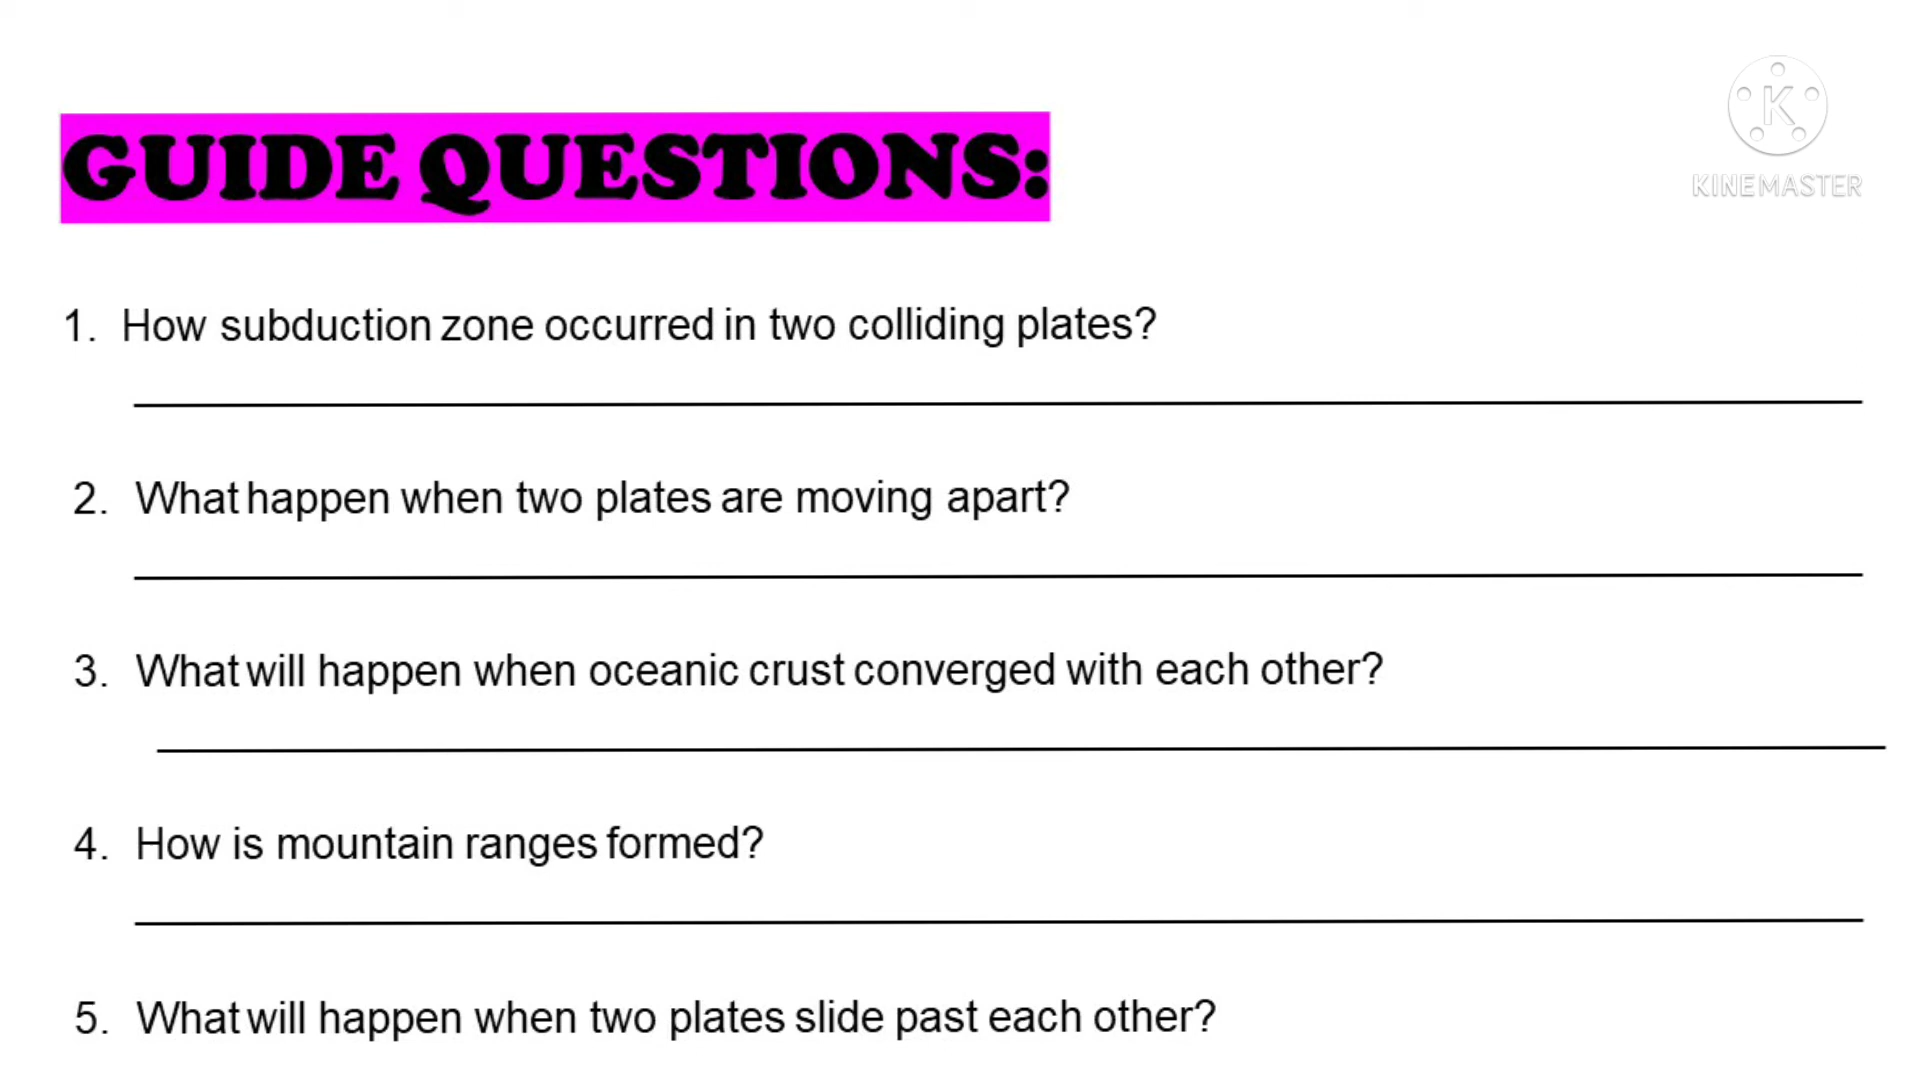 K
KINEMASTER
GUIDE QUESTIONS:
1. How subduction zone occurred in two colliding plates?
2. What happen when two plates are moving apart?
3. What will happen when oceanic crust converged with each other?
4. How is mountain ranges formed?
5. What will happen when two plates slide past each other?